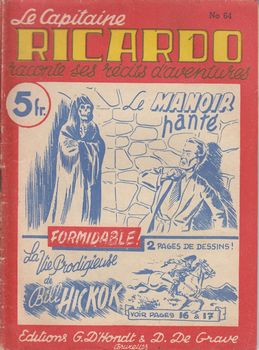 Le Capitaine
No 64
RICARDO
raconte ses récits d'aventures
5 fr.
Le MANOIR
hanté
FORMIDABLE!
2 PAGES DE DESSINS!
La
Vie Prodigieuse
de Bill
HICKOK
VOIR PAGES 16 à 17
Editions G. D'Hondt & D. De Grave
Bruxelles